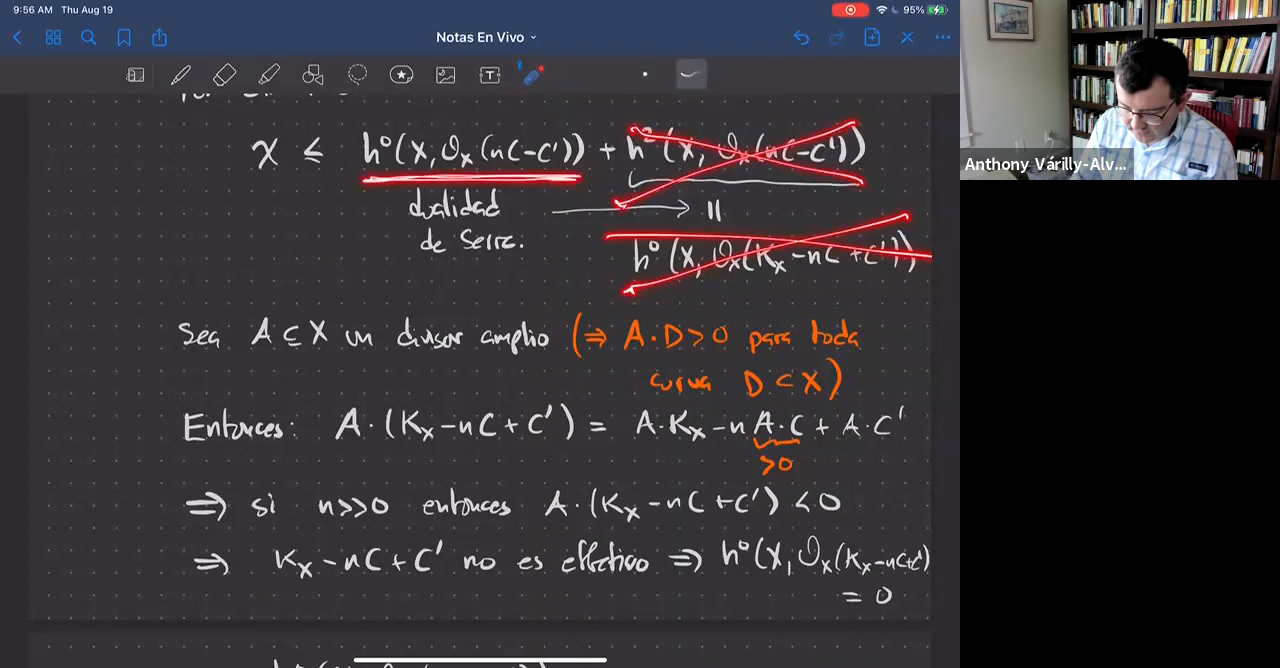 9:56 AM Thu Aug 19
95%
Notas En Vivo
Anthony Várilly-Alv...
χ ≤ h⁰(X, O_X(nC-C')) + h²(X, O_X(nC-C'))
dualidad de Serre. → ||
h⁰(X, O_X(K_X-nC+C'))
Sea A ⊂ X un divisor amplio (⇒ A·D>0 para toda
curva D ⊂ X)
Entonces: A·(K_X-nC+C') = A·K_X - nA·C + A·C'
>0
⇒ si n>>0 entonces A·(K_X-nC+C') <0
⇒ K_X-nC+C' no es effectivo ⇒ h⁰(X, O_X(K_X-nC+C')
= 0